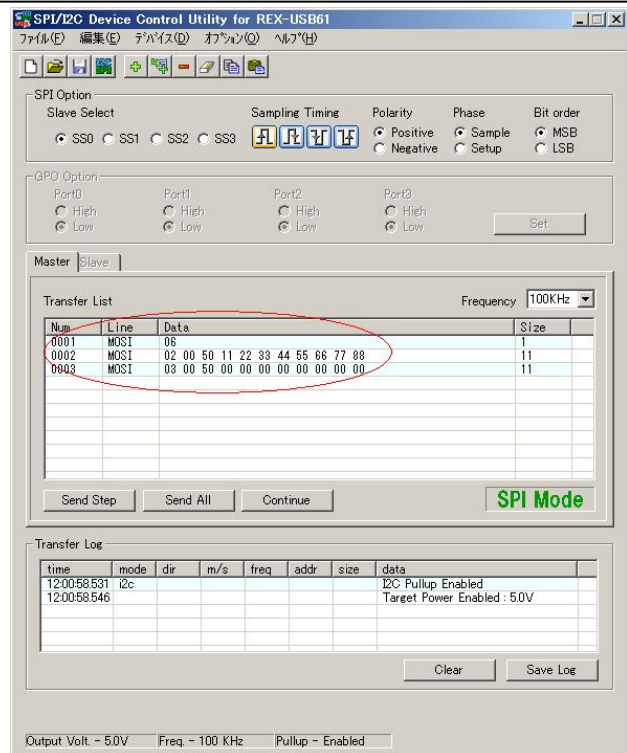 SPI/I2C Device Control Utility for REX-USB61
ファイル(F) 編集(E) デバイス(D) オプション(O) ヘルプ(H)
SPI Option
Slave Select Sampling Timing Polarity Phase Bit order
SS0 SS1 SS2 SS3 Positive Sample MSB
Negative Setup LSB
GPO Option
Port0 Port1 Port2 Port3
High High High High
Low Low Low Low Set
Master Slave
Transfer List Frequency 100KHz
Num Line Data Size
0001 MOSI 06 1
0002 MOSI 02 00 50 11 22 33 44 55 66 77 88 11
0003 MOSI 03 00 50 00 00 00 00 00 00 00 00 11
Send Step Send All Continue SPI Mode
Transfer Log
time mode dir m/s freq addr size data
12:00:58.531 i2c I2C Pullup Enabled
12:00:58.546 Target Power Enabled : 5.0V
Clear Save Log
Output Volt. - 5.0V Freq. - 100 KHz Pullup - Enabled